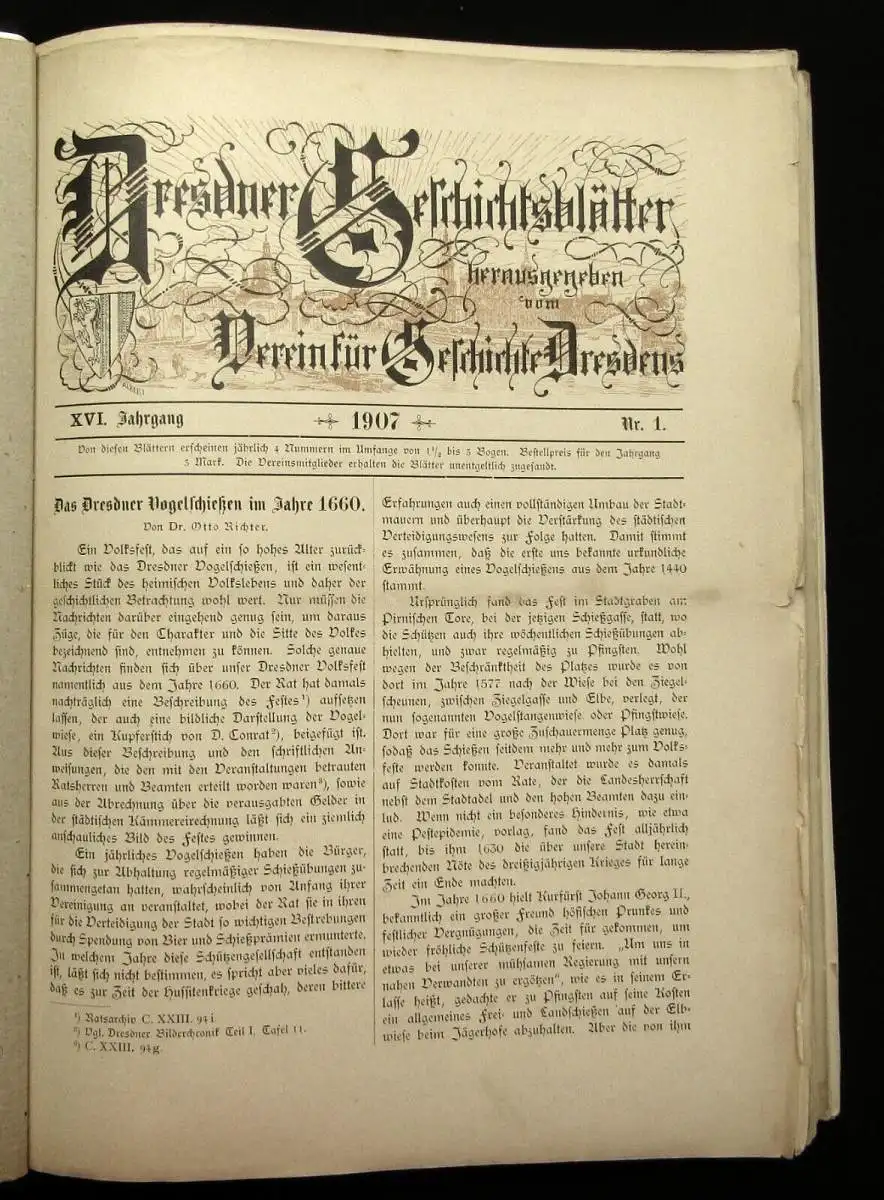 Dresdner Geschichtsblätter
herausgegeben
vom
Verein für Geschichte Dresdens
XVI. Jahrgang
1907
Nr. 1.
Von diesen Blättern erscheinen jährlich 4 Nummern im Umfange von 1½ bis 3 Bogen. Bestellpreis für den Jahrgang
3 Mark. Die Vereinsmitglieder erhalten die Blätter unentgeltlich zugesandt.
Das Dresdner Vogelschießen im Jahre 1660.
Von Dr. Otto Richter.
Ein Volksfest, das auf ein so hohes Alter zurück-
blickt wie das Dresdner Vogelschießen, ist ein wesent-
liches Stück des heimischen Volkslebens und daher der
geschichtlichen Betrachtung wohl wert. Nur müssen die
Nachrichten darüber eingehend genug sein, um daraus
Züge, die für den Charakter und die Sitte des Volkes
bezeichnend sind, entnehmen zu können. Solche genaue
Nachrichten finden sich über unser Dresdner Volksfest
namentlich aus dem Jahre 1660. Der Rat hat damals
nachträglich eine Beschreibung des Festes¹) aufsetzen
lassen, der auch eine bildliche Darstellung der Vogel-
wiese, ein Kupferstich von D. Conrat²), beigefügt ist.
Aus dieser Beschreibung und den schriftlichen An-
weisungen, die den mit den Veranstaltungen betrauten
Ratsherren und Beamten erteilt worden waren³), sowie
aus der Abrechnung über die verausgabten Gelder in
der städtischen Kämmereirechnung läßt sich ein ziemlich
anschauliches Bild des Festes gewinnen.
Ein jährliches Vogelschießen haben die Bürger,
die sich zur Abhaltung regelmäßiger Schießübungen zu-
sammengetan hatten, wahrscheinlich von Anfang ihrer
Vereinigung an veranstaltet, wobei der Rat sie in ihren
für die Verteidigung der Stadt so wichtigen Bestrebungen
durch Spendung von Bier und Schießprämien ermunterte.
In welchem Jahre diese Schützengesellschaft entstanden
ist, läßt sich nicht bestimmen, es spricht aber vieles dafür,
daß es zur Zeit der Hussitenkriege geschah, deren bittere
¹) Ratsarchiv C. XXIII. 94 i.
²) Vgl. Dresdner Bilderchronik Teil I, Tafel 11.
³) C. XXIII. 94g.
Erfahrungen auch einen vollständigen Umbau der Stadt-
mauern und überhaupt die Verstärkung des städtischen
Verteidigungswesens zur Folge hatten. Damit stimmt
es zusammen, daß die erste uns bekannte urkundliche
Erwähnung eines Vogelschießens aus dem Jahre 1440
stammt.
Ursprünglich fand das Fest im Stadtgraben am
Pirnischen Tore, bei der jetzigen Schießgasse, statt, wo
die Schützen auch ihre wöchentlichen Schießübungen ab-
hielten, und zwar regelmäßig zu Pfingsten. Wohl
wegen der Beschränktheit des Platzes wurde es von
dort im Jahre 1577 nach der Wiese bei den Ziegel-
scheunen, zwischen Ziegelgasse und Elbe, verlegt, der
nun sogenannten Vogelstangenwiese oder Pfingstwiese.
Dort war für eine große Zuschauermenge Platz genug,
sodaß das Schießen seitdem mehr und mehr zum Volks-
feste werden konnte. Veranstaltet wurde es damals
auf Stadtkosten vom Rate, der die Landesherrschaft
nebst dem Stadtadel und den hohen Beamten dazu ein-
lud. Wenn nicht ein besonderes Hindernis, wie etwa
eine Pestepidemie, vorlag, fand das Fest alljährlich
statt, bis ihm 1630 die über unsere Stadt herein-
brechenden Nöte des dreißigjährigen Krieges für lange
Zeit ein Ende machten.
Im Jahre 1660 hielt Kurfürst Johann Georg II.,
bekanntlich ein großer Freund höfischen Prunkes und
festlicher Vergnügungen, die Zeit für gekommen, um
wieder fröhliche Schützenfeste zu feiern. „Um uns in
etwas bei unserer mühsamen Regierung mit unsern
nahen Verwandten zu ergötzen“, wie es in seinem Er-
lasse heißt, gedachte er zu Pfingsten auf seine Kosten
ein allgemeines Frei- und Landschießen auf der Elb-
wiese beim Jägerhofe abzuhalten. Aber die von ihm